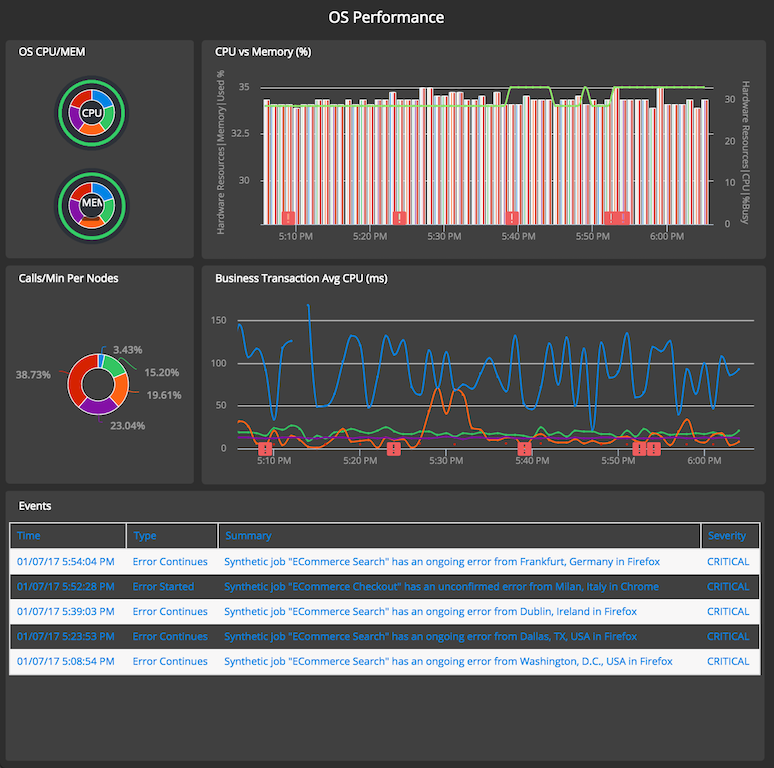 OS Performance
OS CPU/MEM
CPU
MEM
CPU vs Memory (%)
Hardware Resources|Memory|Used %
35
32.5
30
30
20
10
0
Hardware Resources|CPU|%Busy
! ! ! ! !
5:10 PM 5:20 PM 5:30 PM 5:40 PM 5:50 PM 6:00 PM
Calls/Min Per Nodes
3.43%
15.20%
19.61%
23.04%
38.73%
Business Transaction Avg CPU (ms)
150
100
50
0
! ! ! ! !
5:10 PM 5:20 PM 5:30 PM 5:40 PM 5:50 PM 6:00 PM
Events
Time Type Summary Severity
01/07/17 5:54:04 PM Error Continues Synthetic job "ECommerce Search" has an ongoing error from Frankfurt, Germany in Firefox CRITICAL
01/07/17 5:52:28 PM Error Started Synthetic job "ECommerce Checkout" has an unconfirmed error from Milan, Italy in Chrome CRITICAL
01/07/17 5:39:03 PM Error Continues Synthetic job "ECommerce Search" has an ongoing error from Dublin, Ireland in Firefox CRITICAL
01/07/17 5:23:53 PM Error Continues Synthetic job "ECommerce Search" has an ongoing error from Dallas, TX, USA in Firefox CRITICAL
01/07/17 5:08:54 PM Error Continues Synthetic job "ECommerce Search" has an ongoing error from Washington, D.C., USA in Firefox CRITICAL